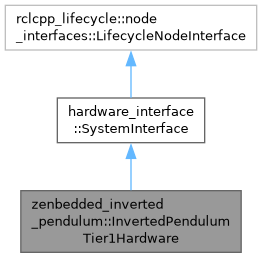 rclcpp_lifecycle::node
_interfaces::LifecycleNodeInterface
hardware_interface
::SystemInterface
zenbedded_inverted
_pendulum::InvertedPendulum
Tier1Hardware